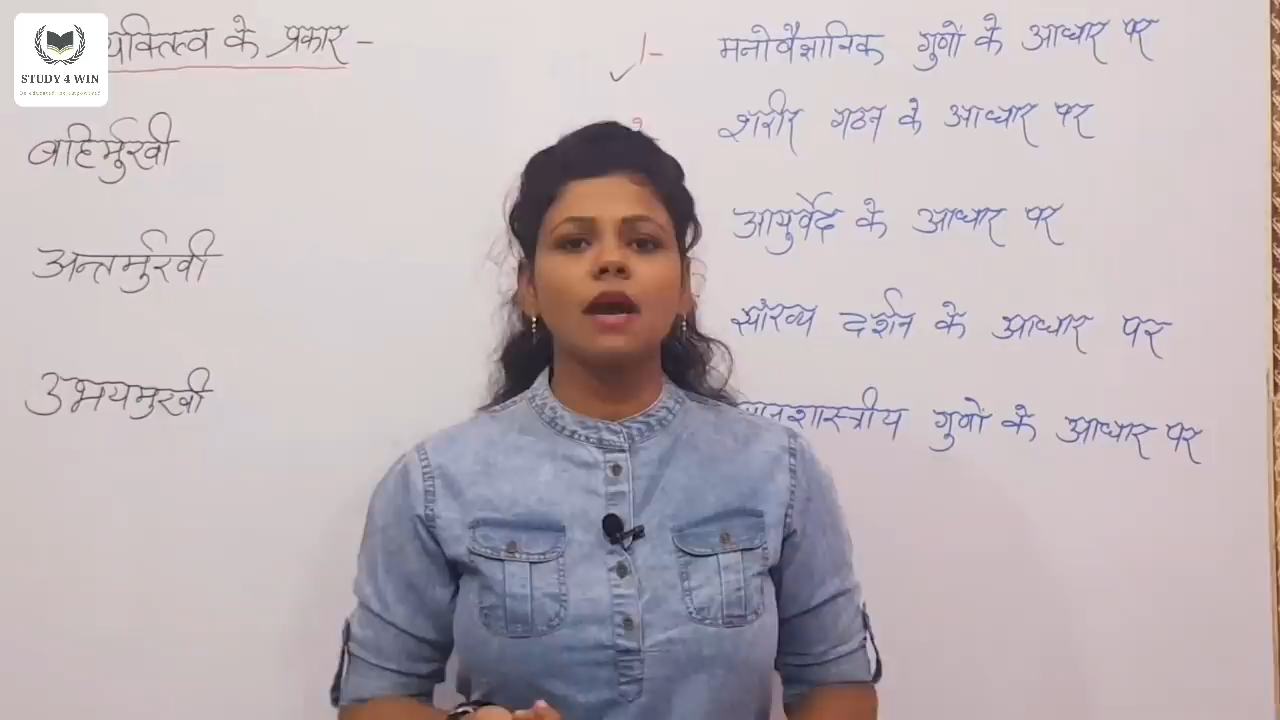 STUDY 4 WIN
व्यक्तित्व के प्रकार -
बहिर्मुखी
अन्तर्मुखी
उभयमुखी
1- मनोवैज्ञानिक गुणों के आधार पर
शरीर गठन के आधार पर
आयुर्वेद के आधार पर
सांख्य दर्शन के आधार पर
गुणों के आधार पर